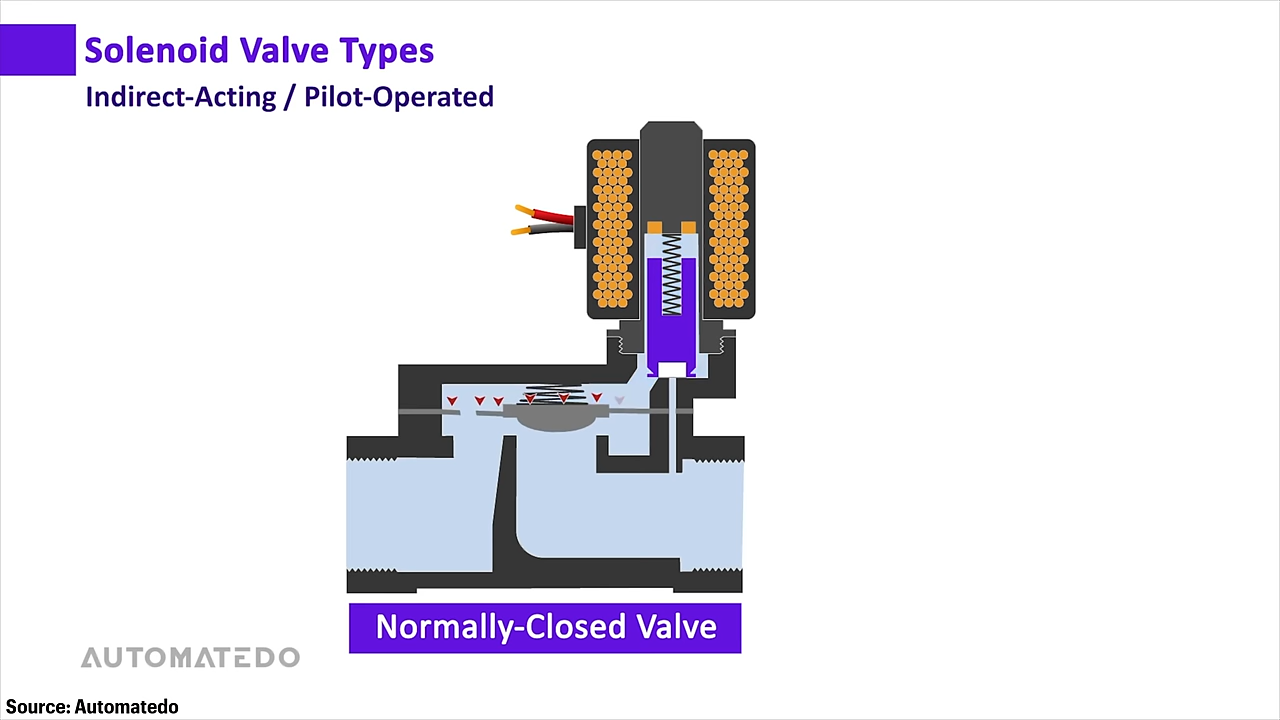 Solenoid Valve Types
Indirect-Acting / Pilot-Operated
Normally-Closed Valve
AUTOMATEDO
Source: Automatedo